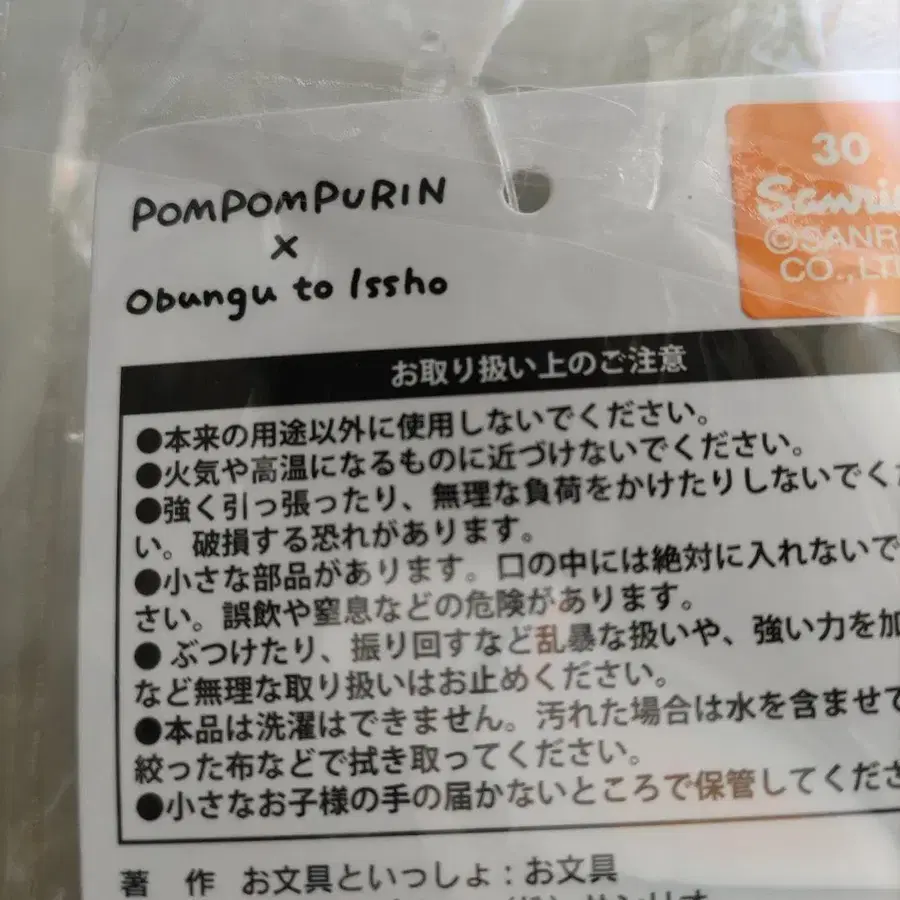 POMPOMPURIN
×
Obungu to Issho
30
Sanri
©SANR
CO., LT
お取り扱い上のご注意
●本来の用途以外に使用しないでください。
●火気や高温になるものに近づけないでください。
●強く引っ張ったり、無理な負荷をかけたりしないでくだ
い。破損する恐れがあります。
●小さな部品があります。口の中には絶対に入れないで
さい。誤飲や窒息などの危険があります。
●ぶつけたり、振り回すなど乱暴な扱いや、強い力を加
など無理な取り扱いはお止めください。
●本品は洗濯はできません。汚れた場合は水を含ませて
絞った布などで拭き取ってください。
●小さなお子様の手の届かないところで保管してくださ
著 作 お文具といっしょ：お文具